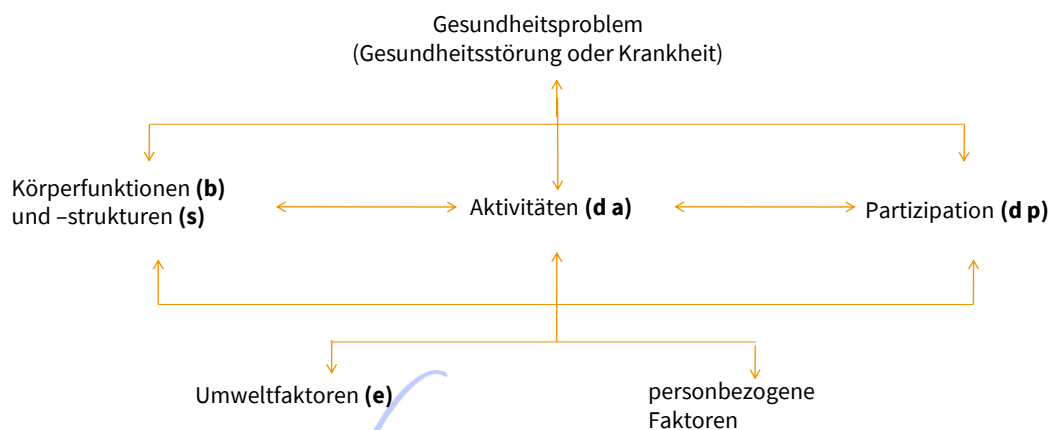 Gesundheitsproblem
(Gesundheitsstörung oder Krankheit)
Körperfunktionen (b)
und –strukturen (s)
Aktivitäten (d a)
Partizipation (d p)
Umweltfaktoren (e)
personbezogene
Faktoren